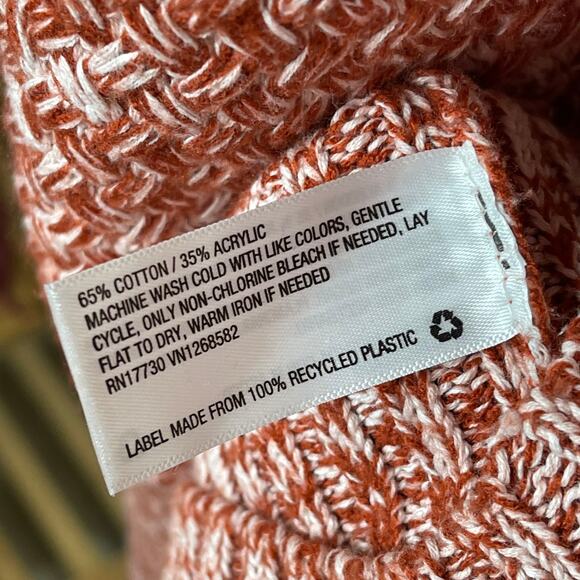 65% COTTON / 35% ACRYLIC
MACHINE WASH COLD WITH LIKE COLORS, GENTLE
CYCLE, ONLY NON-CHLORINE BLEACH IF NEEDED, LAY
FLAT TO DRY, WARM IRON IF NEEDED
RN17730 VN1268582
LABEL MADE FROM 100% RECYCLED PLASTIC